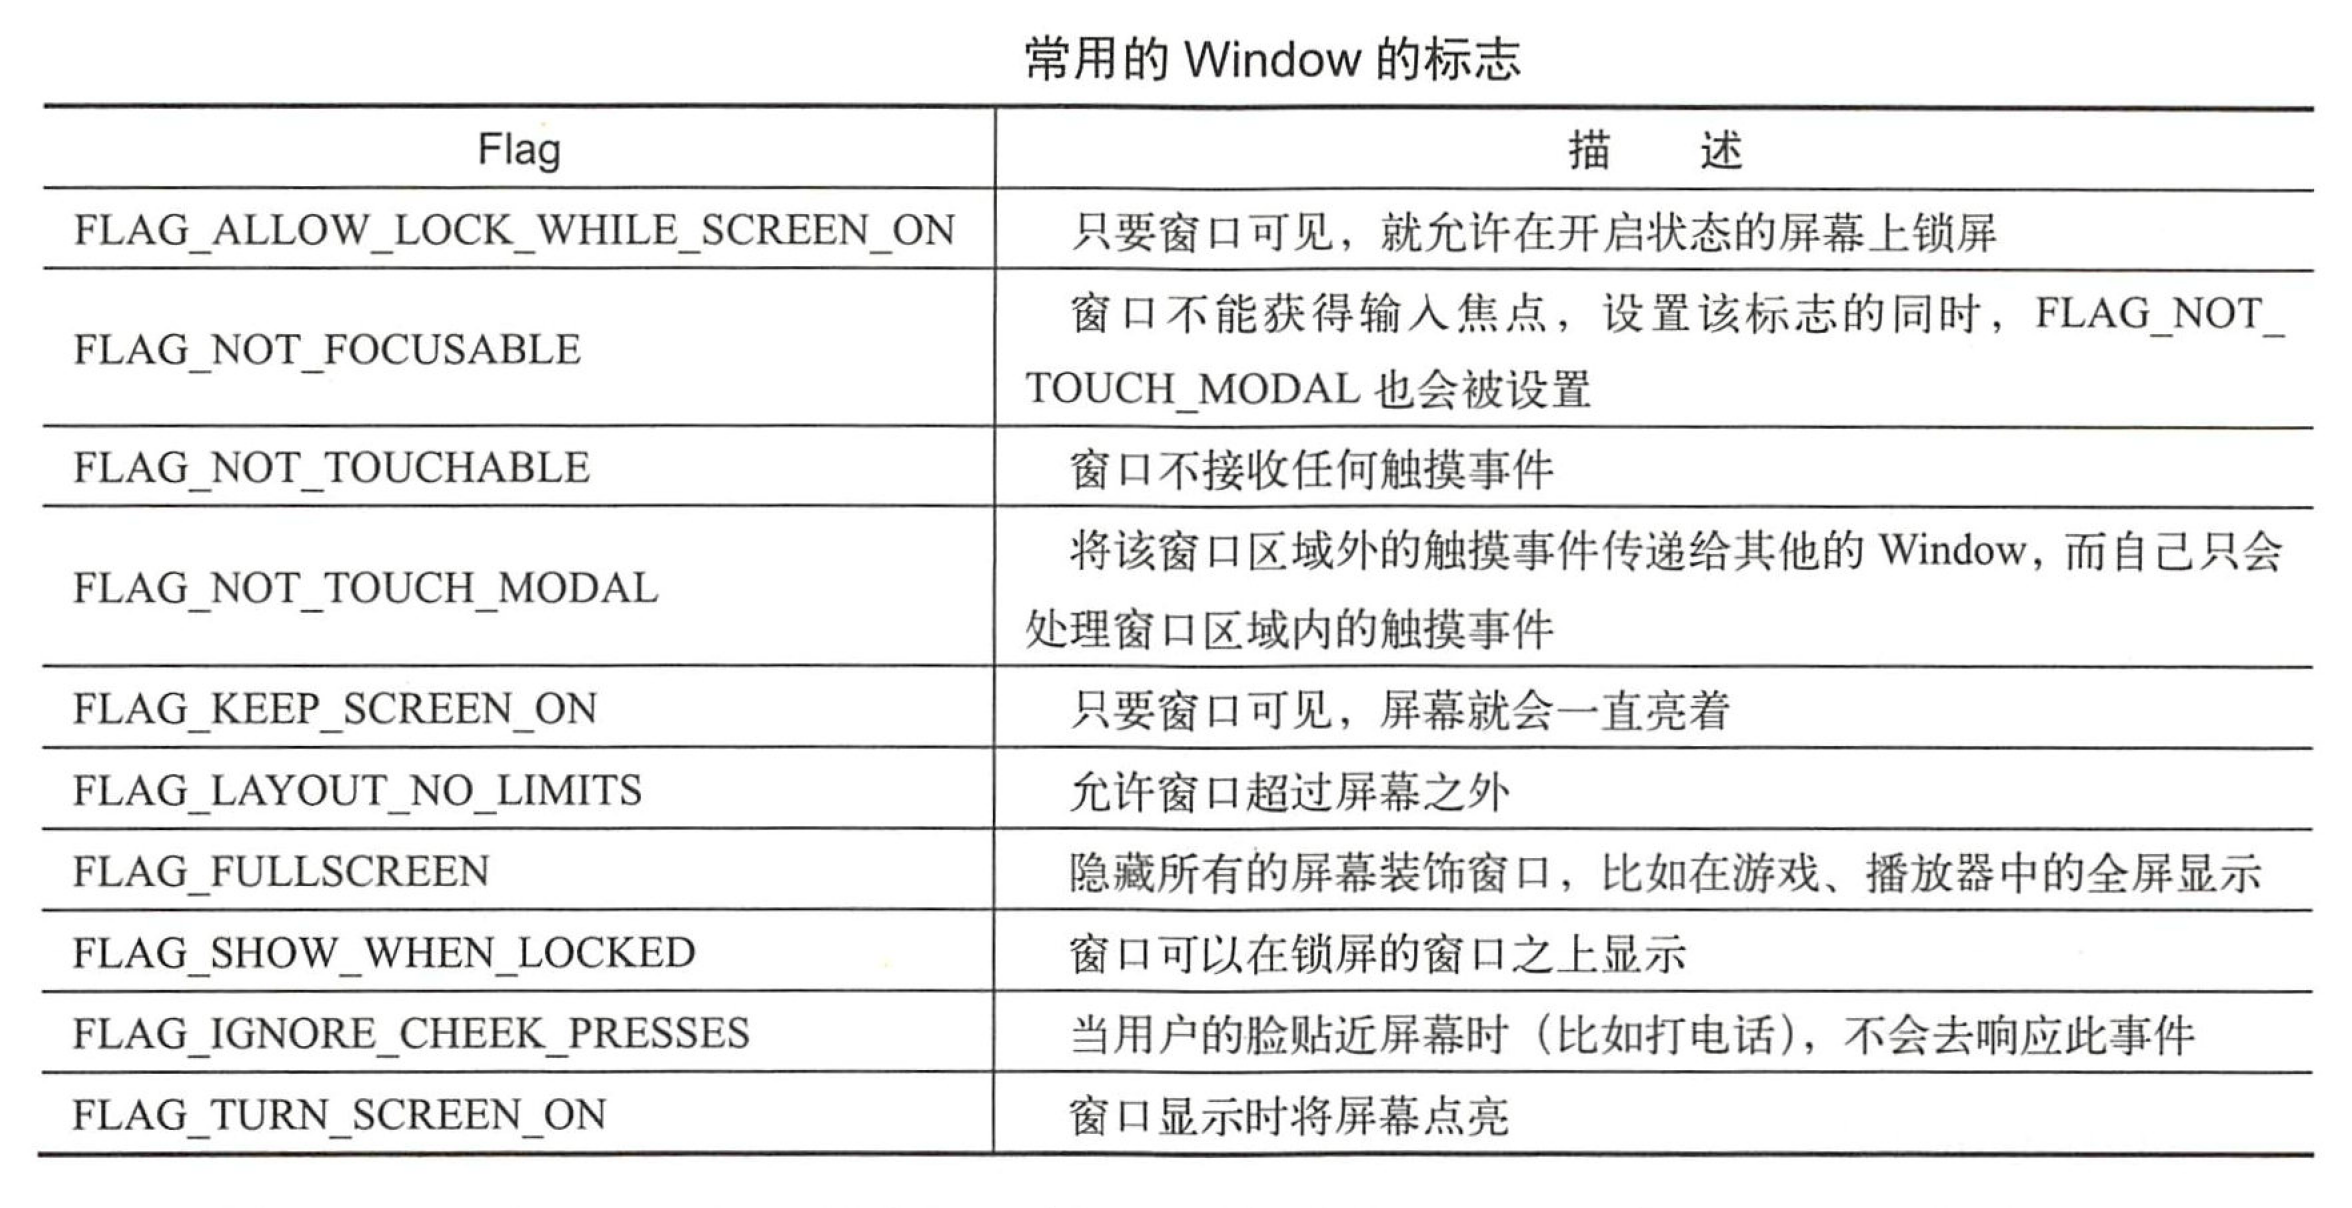 常用的 Window 的标志
Flag 描 述
FLAG_ALLOW_LOCK_WHILE_SCREEN_ON 只要窗口可见，就允许在开启状态的屏幕上锁屏
FLAG_NOT_FOCUSABLE
窗口不能获得输入焦点，设置该标志的同时，FLAG_NOT_
TOUCH_MODAL 也会被设置
FLAG_NOT_TOUCHABLE 窗口不接收任何触摸事件
FLAG_NOT_TOUCH_MODAL
将该窗口区域外的触摸事件传递给其他的 Window，而自己只会
处理窗口区域内的触摸事件
FLAG_KEEP_SCREEN_ON 只要窗口可见，屏幕就会一直亮着
FLAG_LAYOUT_NO_LIMITS 允许窗口超过屏幕之外
FLAG_FULLSCREEN 隐藏所有的屏幕装饰窗口，比如在游戏、播放器中的全屏显示
FLAG_SHOW_WHEN_LOCKED 窗口可以在锁屏的窗口之上显示
FLAG_IGNORE_CHEEK_PRESSES 当用户的脸贴近屏幕时（比如打电话），不会去响应此事件
FLAG_TURN_SCREEN_ON 窗口显示时将屏幕点亮